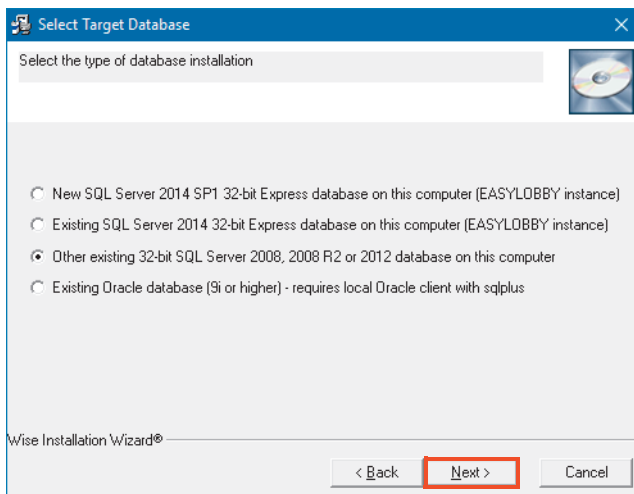 Select Target Database
Select the type of database installation
New SQL Server 2014 SP1 32-bit Express database on this computer (EASYLOBBY instance)
Existing SQL Server 2014 32-bit Express database on this computer (EASYLOBBY instance)
Other existing 32-bit SQL Server 2008, 2008 R2 or 2012 database on this computer
Existing Oracle database (9i or higher) - requires local Oracle client with sqlplus
Wise Installation Wizard®
< Back Next > Cancel